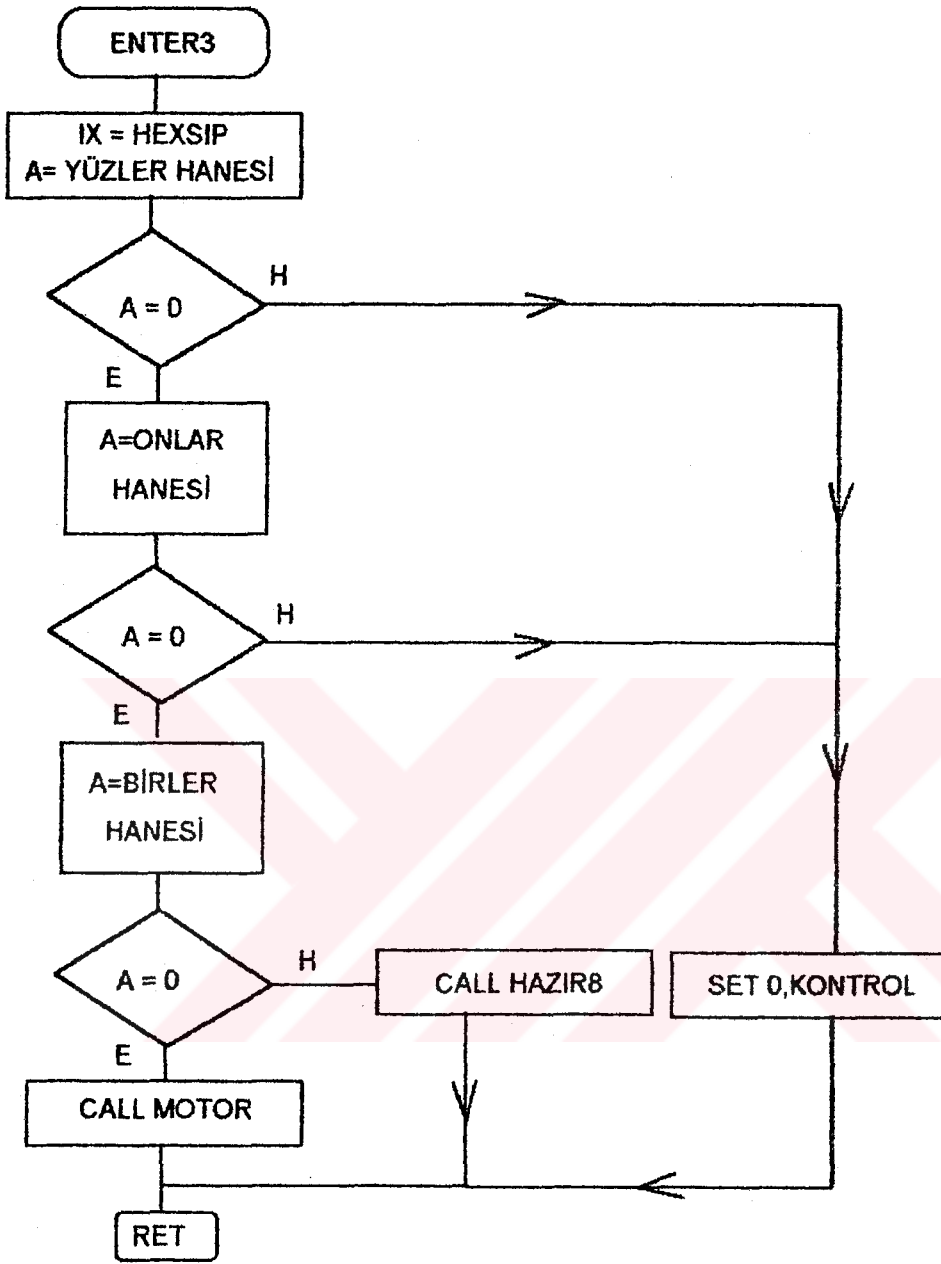 ENTER3
IX = HEXSIP
A= YÜZLER HANESİ
A = 0
H
E
A=ONLAR
HANESİ
A = 0
H
E
A=BİRLER
HANESİ
A = 0
H
CALL HAZIR8
SET 0,KONTROL
E
CALL MOTOR
RET